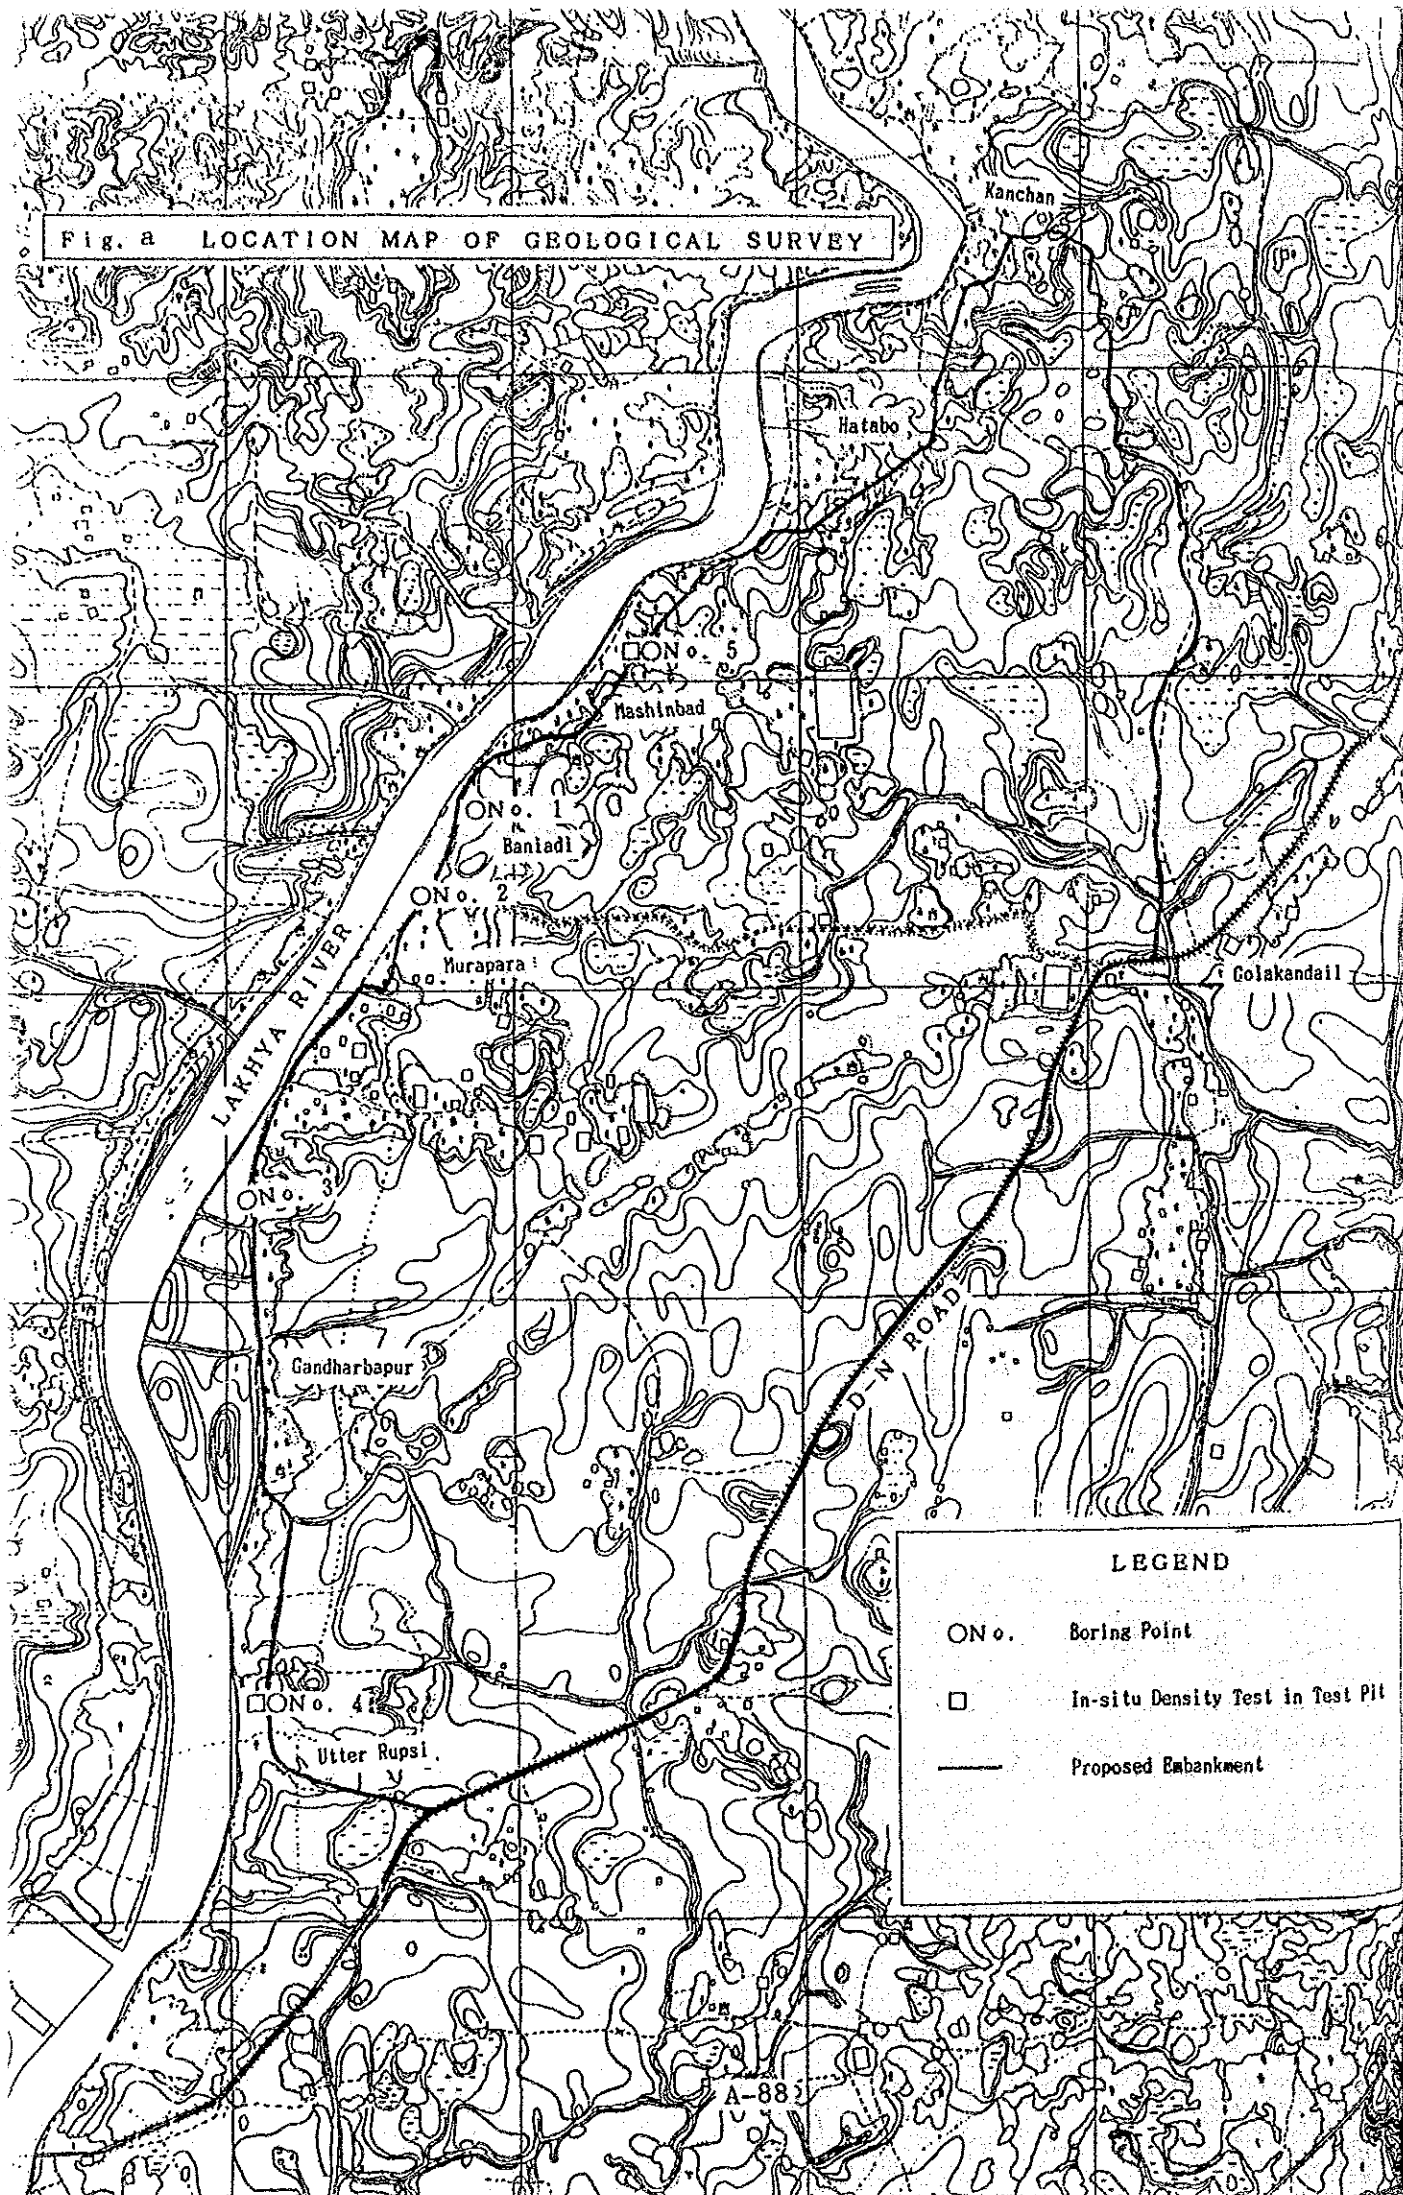 Kanchan
Fig. a LOCATION MAP OF GEOLOGICAL SURVEY
Hatabo
No. 5
Mashinbad
No. 1
Baniadi
No. 2
Murapara
Golakandail
LAKHYA RIVER
No. 3
D-N ROAD
Gandharbapur
LEGEND
No. Boring Point
No. 4
In-situ Density Test in Test Pit
Utter Rupsi
Proposed Embankment
A-88